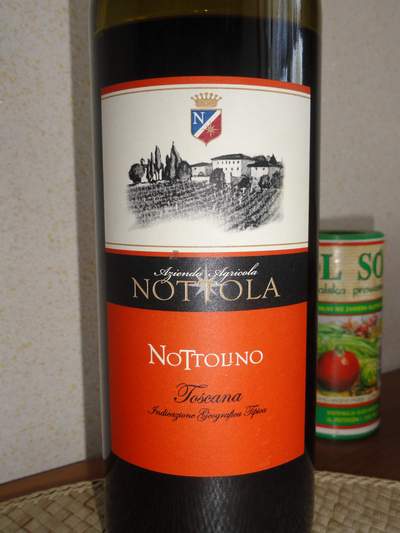 N
Azienda Agricola
NOTTOLA
NOTTOLINO
Toscana
Indicazione Geografica Tipica
L SO